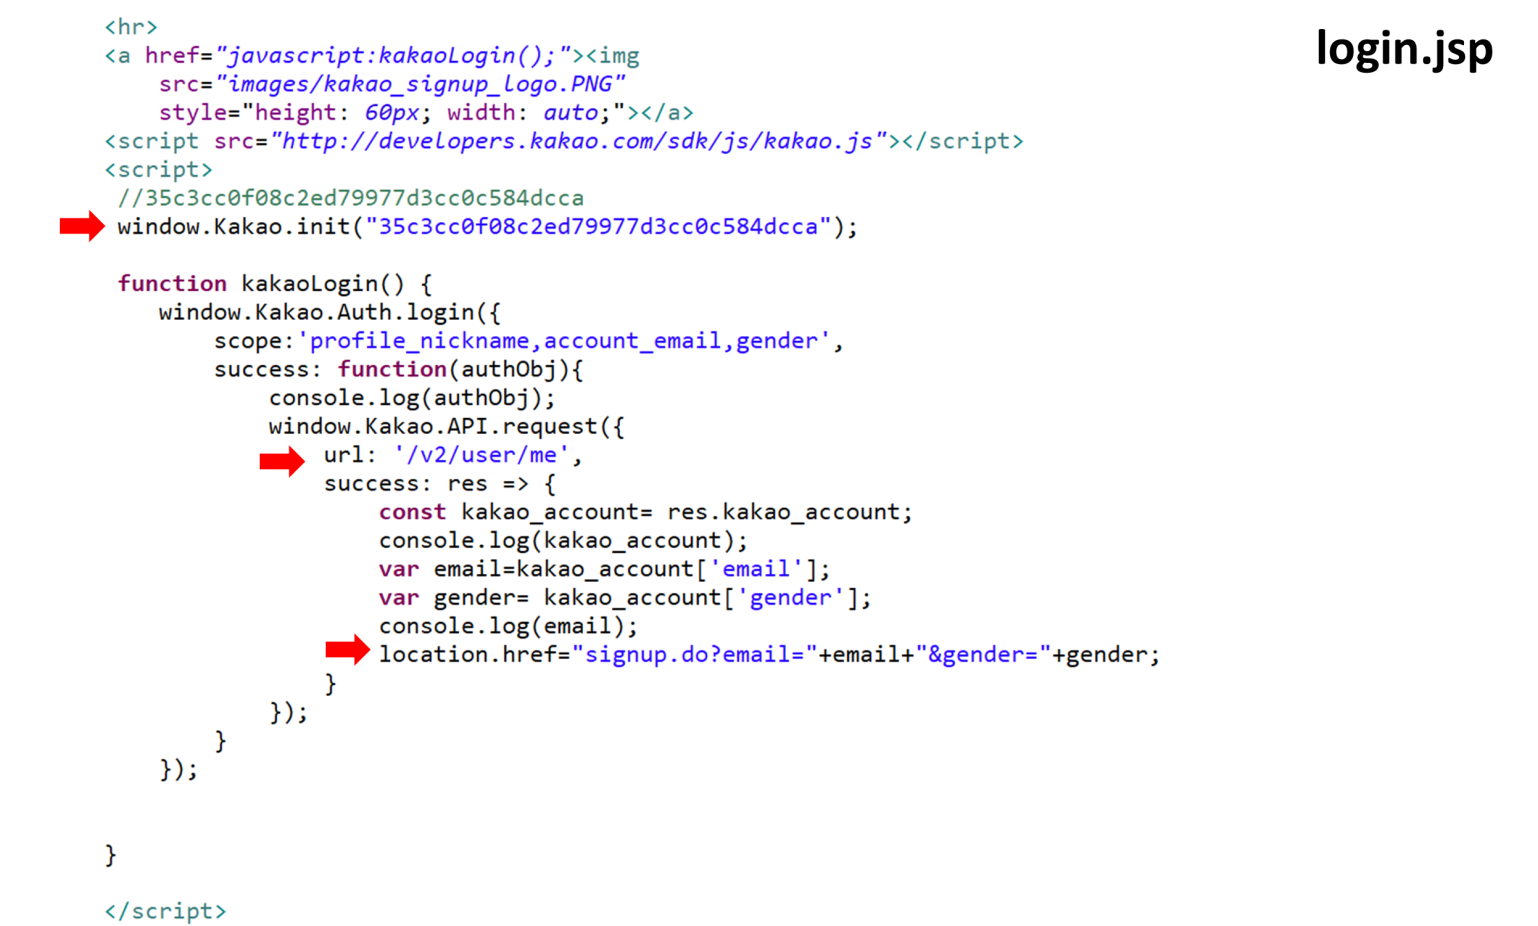 login.jsp
<hr>
<a href="javascript:kakaoLogin();"><img
src="images/kakao_signup_logo.PNG"
style="height: 60px; width: auto;"></a>
<script src="http://developers.kakao.com/sdk/js/kakao.js"></script>
<script>
//35c3cc0f08c2ed79977d3cc0c584dcca
window.Kakao.init("35c3cc0f08c2ed79977d3cc0c584dcca");
function kakaoLogin() {
window.Kakao.Auth.login({
scope:'profile_nickname,account_email,gender',
success: function(authObj){
console.log(authObj);
window.Kakao.API.request({
url: '/v2/user/me',
success: res => {
const kakao_account= res.kakao_account;
console.log(kakao_account);
var email=kakao_account['email'];
var gender= kakao_account['gender'];
console.log(email);
location.href="signup.do?email="+email+"&gender="+gender;
}
});
}
});
}
</script>